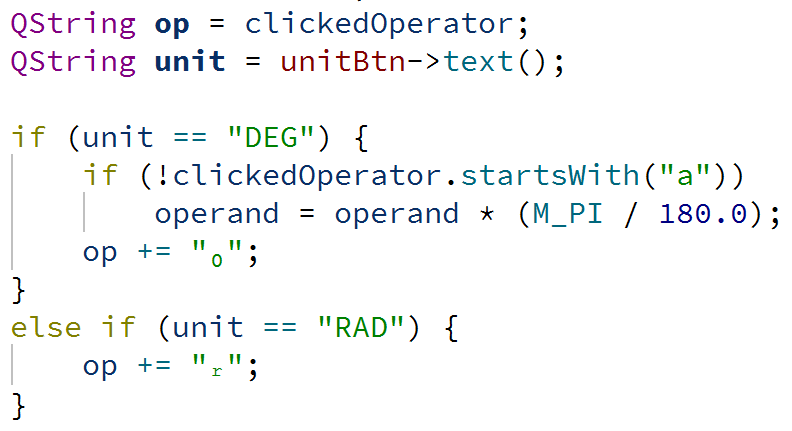 QString op = clickedOperator;
QString unit = unitBtn->text();
if (unit == "DEG") {
if (!clickedOperator.startsWith("a"))
operand = operand * (M_PI / 180.0);
op += "₀";
}
else if (unit == "RAD") {
op += "ᵣ";
}